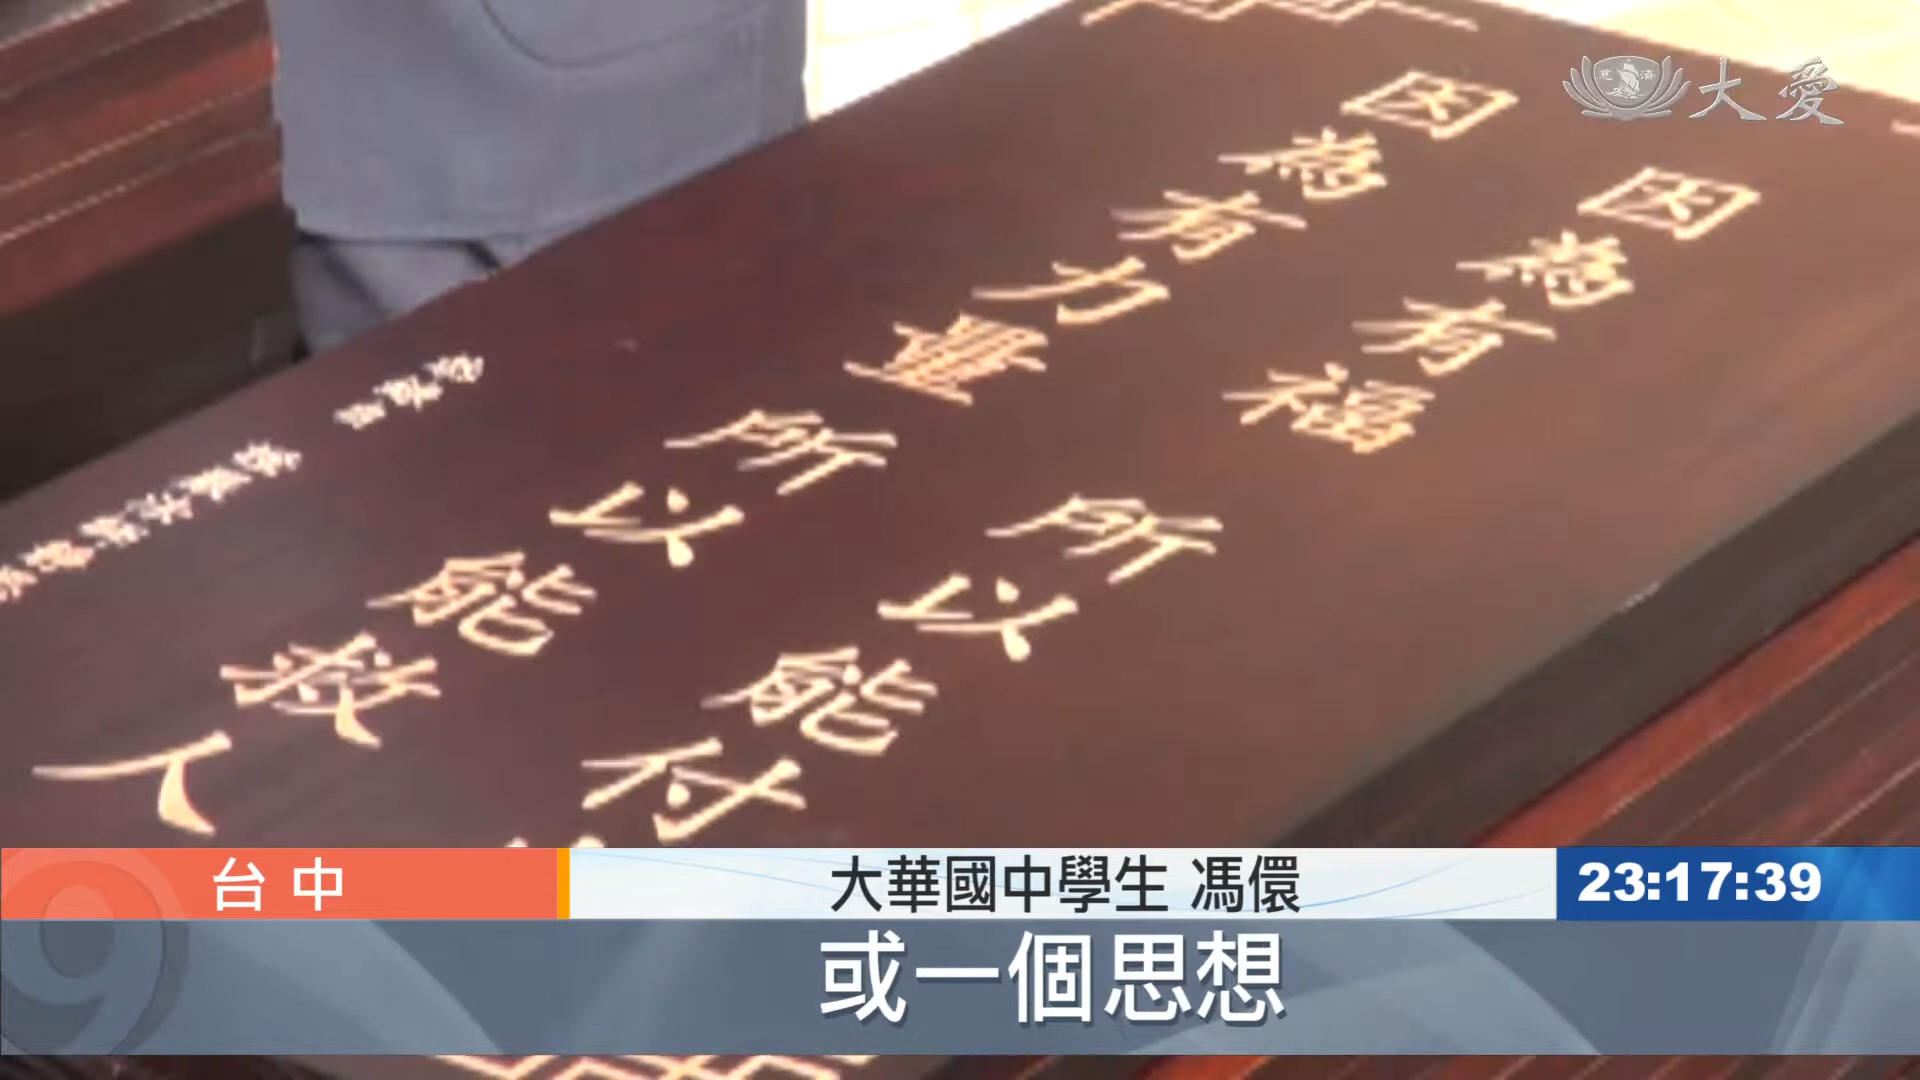 大愛
慈濟
因為有福 所以能付
因為有力量 所以能救人
台中
大華國中學生 馮儇
23:17:39
或一個思想